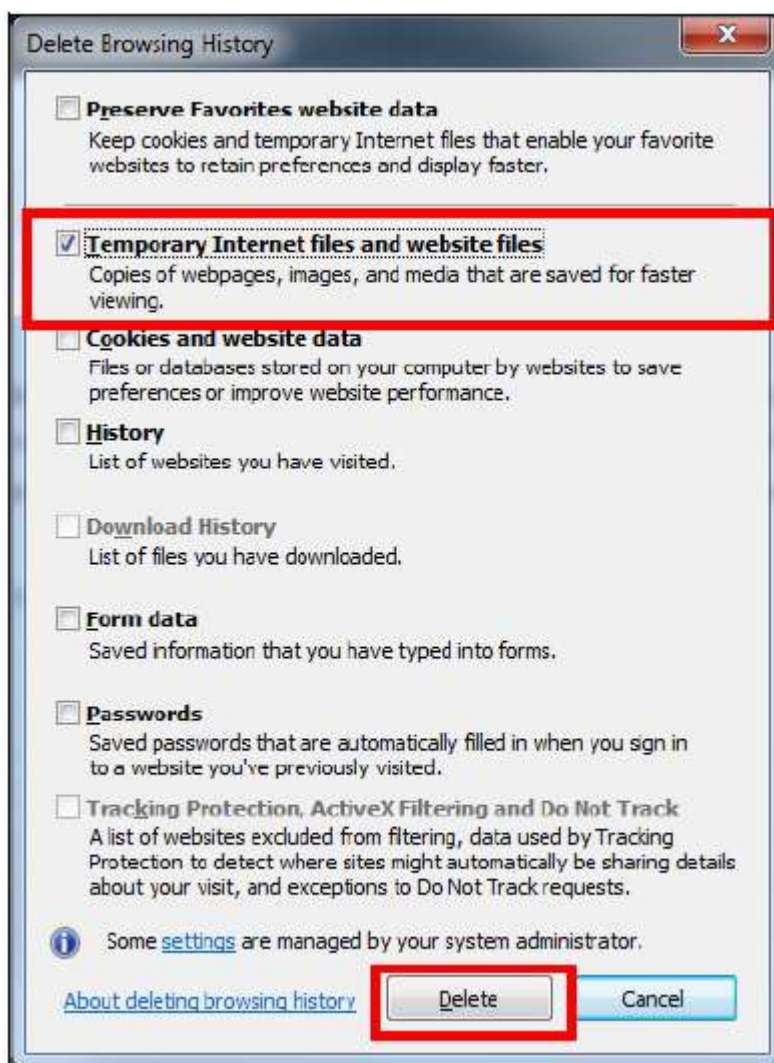 Delete Browsing History
Preserve Favorites website data
Keep cookies and temporary Internet files that enable your favorite
websites to retain preferences and display faster.
Temporary Internet files and website files
Copies of webpages, images, and media that are saved for faster
viewing.
Cookies and website data
Files or databases stored on your computer by websites to save
preferences or improve website performance.
History
List of websites you have visited.
Download History
List of files you have downloaded.
Form data
Saved information that you have typed into forms.
Passwords
Saved passwords that are automatically filled in when you sign in
to a website you've previously visited.
Tracking Protection, ActiveX Filtering and Do Not Track
A list of websites excluded from filtering, data used by Tracking
Protection to detect where sites might automatically be sharing details
about your visit, and exceptions to Do Not Track requests.
Some settings are managed by your system administrator.
About deleting browsing history Delete Cancel